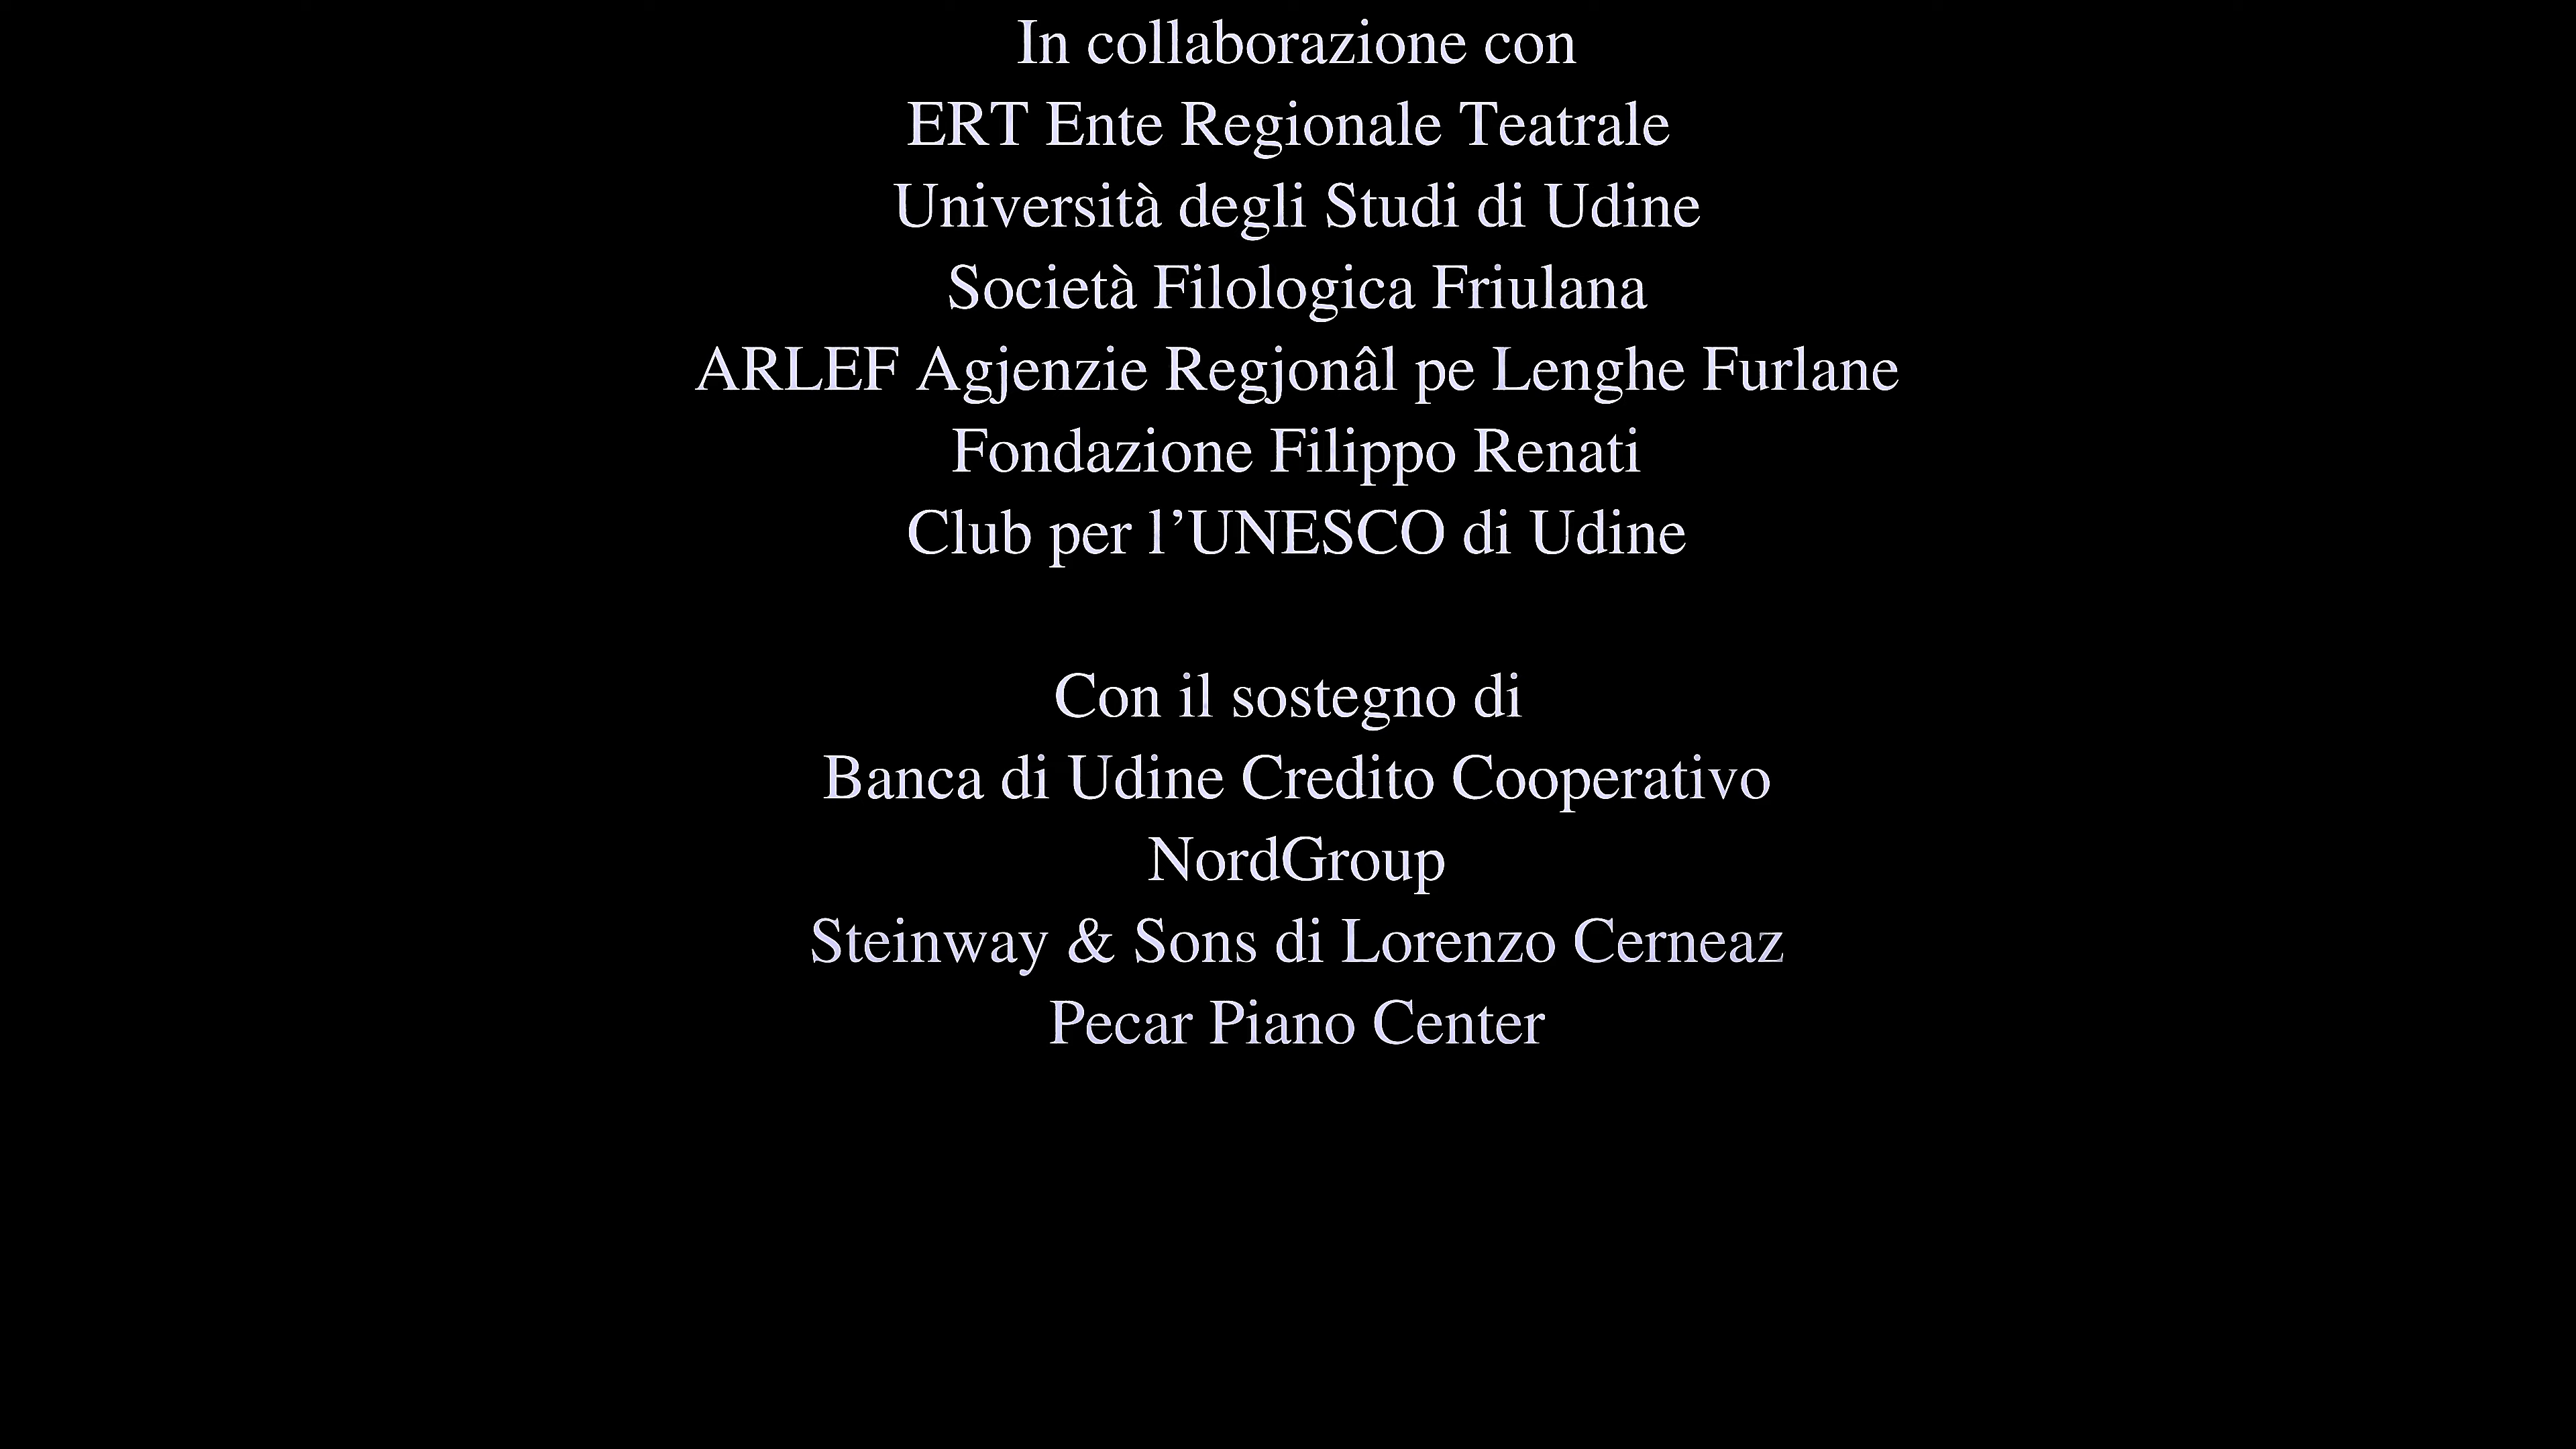 In collaborazione con
ERT Ente Regionale Teatrale
Università degli Studi di Udine
Società Filologica Friulana
ARLEF Agjenzie Regjonâl pe Lenghe Furlane
Fondazione Filippo Renati
Club per l’UNESCO di Udine
Con il sostegno di
Banca di Udine Credito Cooperativo
NordGroup
Steinway & Sons di Lorenzo Cerneaz
Pecar Piano Center